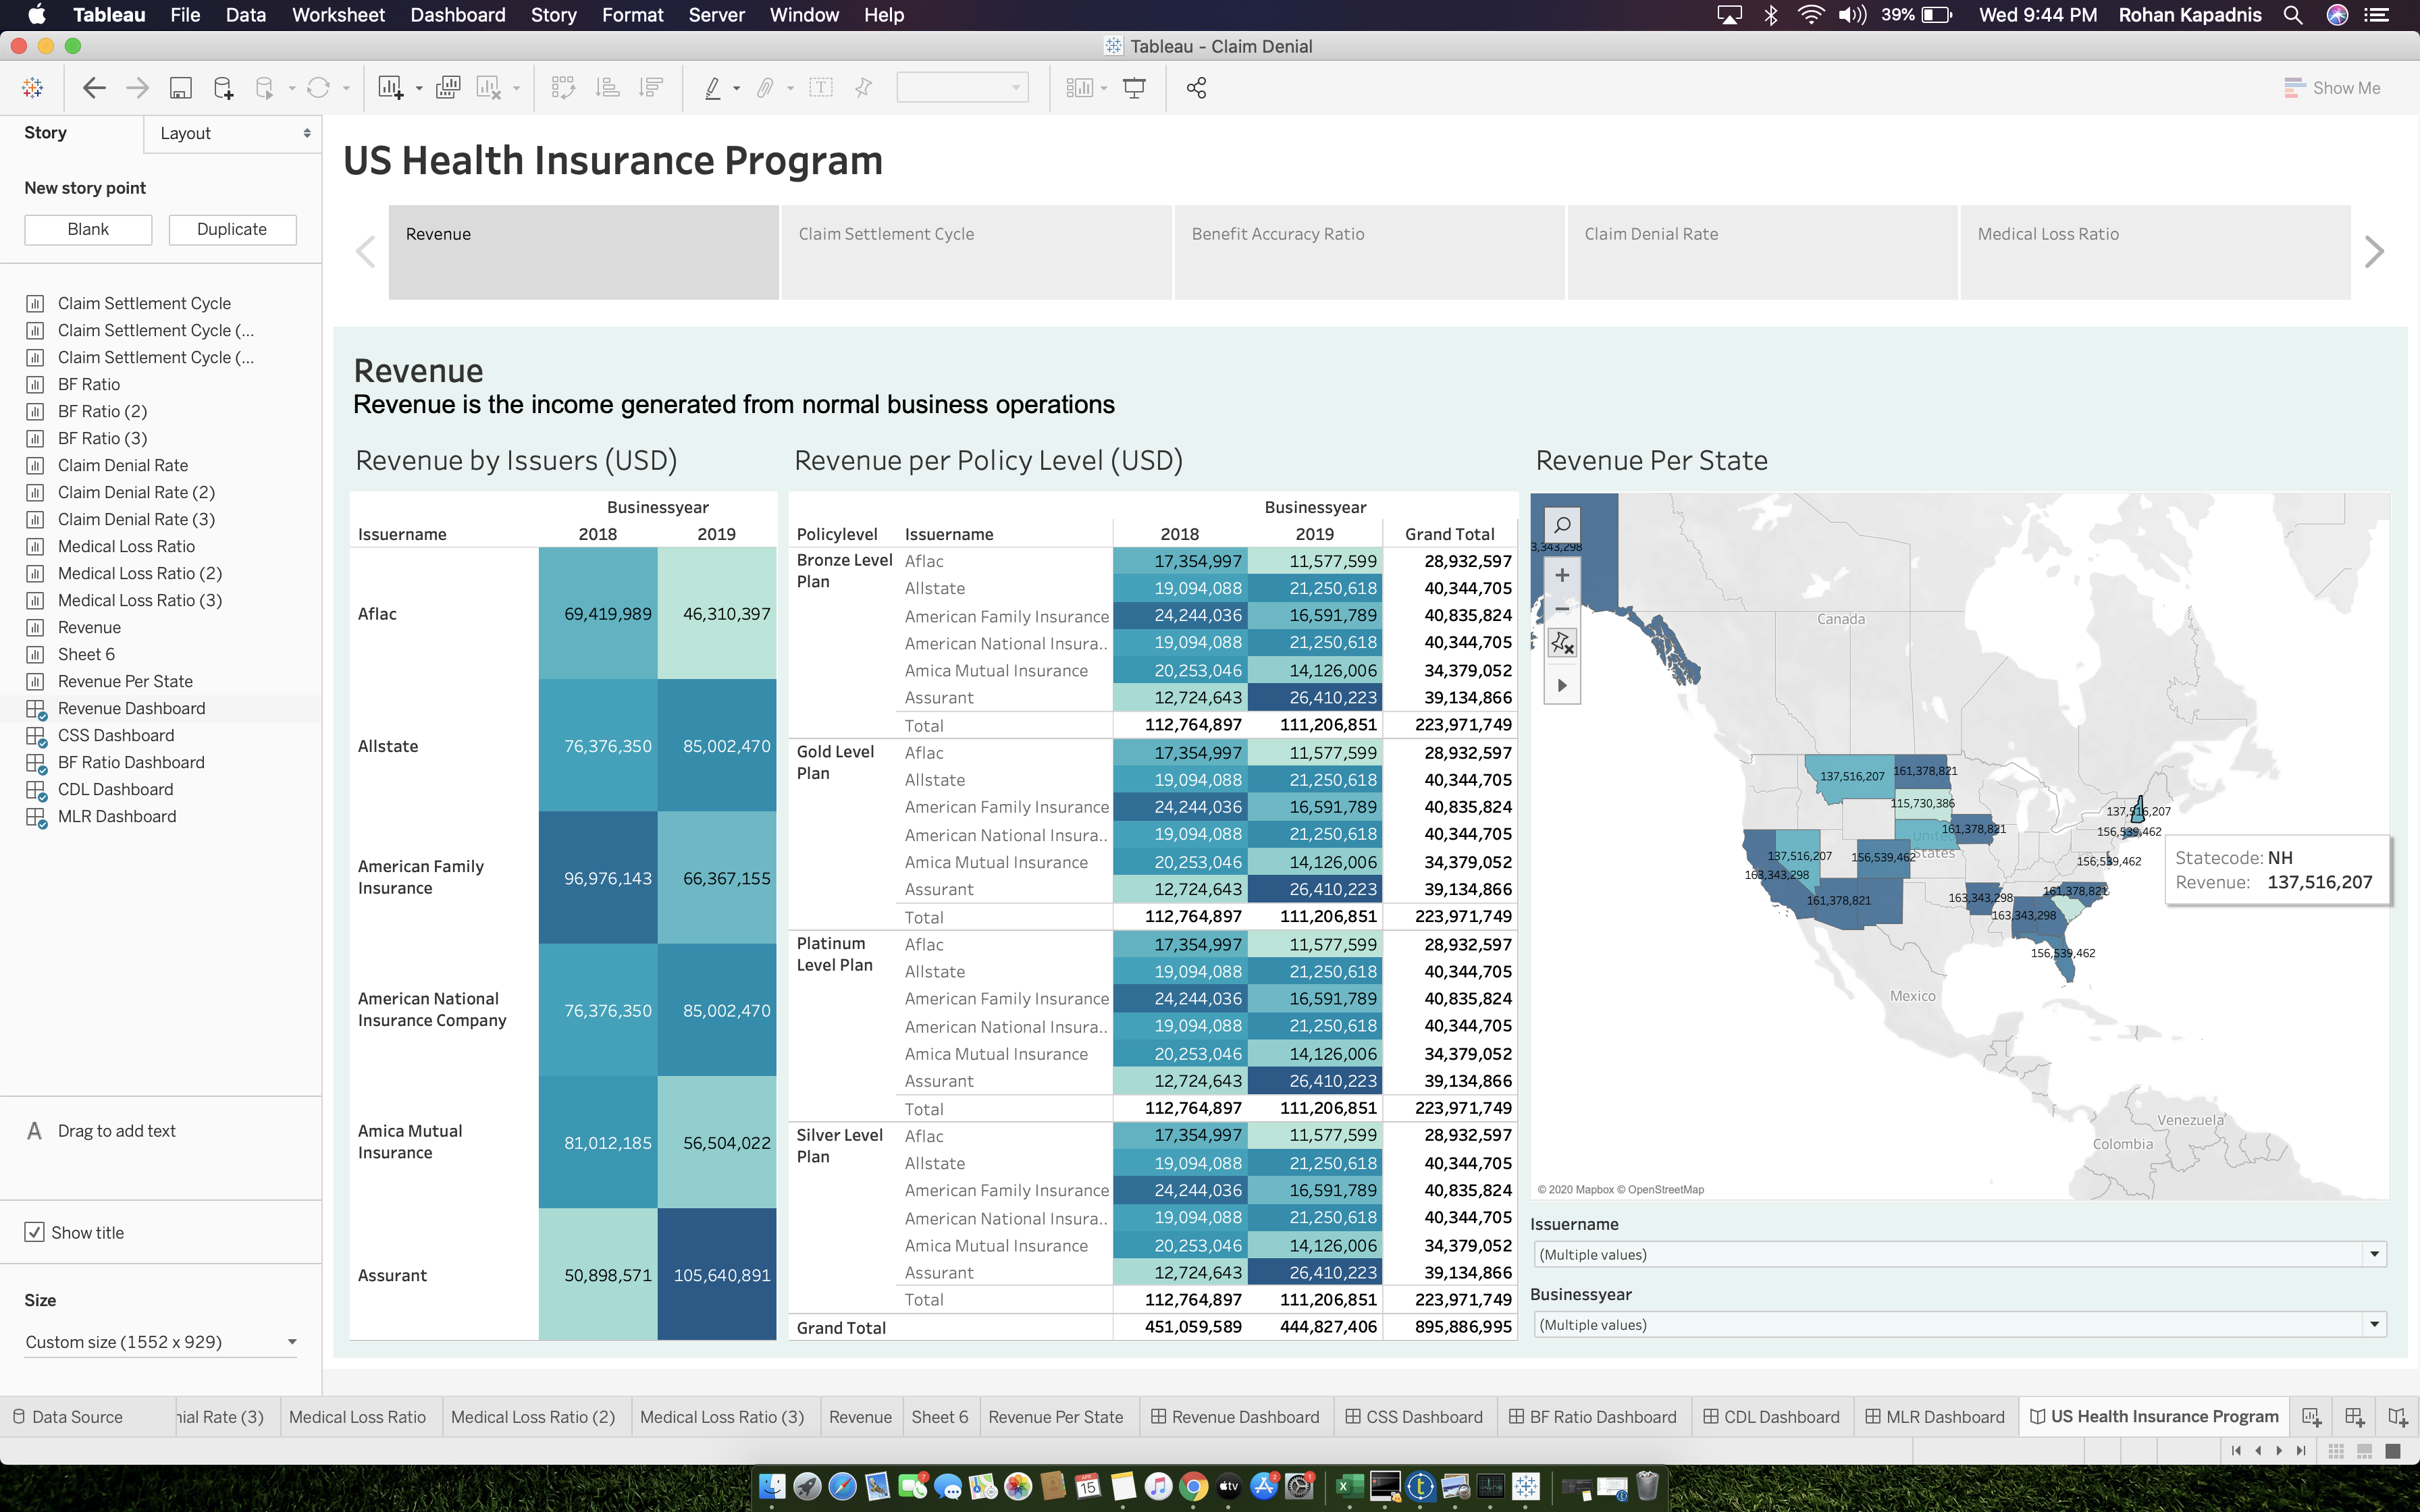 Tableau File Data Worksheet Dashboard Story Format Server Window Help 39% Wed 9:44 PM Rohan Kapadnis
Tableau - Claim Denial
Show Me
Story Layout
New story point
Blank Duplicate
Claim Settlement Cycle
Claim Settlement Cycle (...
Claim Settlement Cycle (...
BF Ratio
BF Ratio (2)
BF Ratio (3)
Claim Denial Rate
Claim Denial Rate (2)
Claim Denial Rate (3)
Medical Loss Ratio
Medical Loss Ratio (2)
Medical Loss Ratio (3)
Revenue
Sheet 6
Revenue Per State
Revenue Dashboard
CSS Dashboard
BF Ratio Dashboard
CDL Dashboard
MLR Dashboard
A Drag to add text
Show title
Size
Custom size (1552 x 929)
US Health Insurance Program
Revenue
Claim Settlement Cycle
Benefit Accuracy Ratio
Claim Denial Rate
Medical Loss Ratio
Revenue
Revenue is the income generated from normal business operations
Revenue by Issuers (USD)
Businessyear
Issuername 2018 2019
Aflac 69,419,989 46,310,397
Allstate 76,376,350 85,002,470
American Family
Insurance 96,976,143 66,367,155
American National
Insurance Company 76,376,350 85,002,470
Amica Mutual
Insurance 81,012,185 56,504,022
Assurant 50,898,571 105,640,891
Revenue per Policy Level (USD)
Businessyear
Policylevel Issuername 2018 2019 Grand Total
Bronze Level
Plan
Aflac 17,354,997 11,577,599 28,932,597
Allstate 19,094,088 21,250,618 40,344,705
American Family Insurance 24,244,036 16,591,789 40,835,824
American National Insura.. 19,094,088 21,250,618 40,344,705
Amica Mutual Insurance 20,253,046 14,126,006 34,379,052
Assurant 12,724,643 26,410,223 39,134,866
Total 112,764,897 111,206,851 223,971,749
Gold Level
Plan
Aflac 17,354,997 11,577,599 28,932,597
Allstate 19,094,088 21,250,618 40,344,705
American Family Insurance 24,244,036 16,591,789 40,835,824
American National Insura.. 19,094,088 21,250,618 40,344,705
Amica Mutual Insurance 20,253,046 14,126,006 34,379,052
Assurant 12,724,643 26,410,223 39,134,866
Total 112,764,897 111,206,851 223,971,749
Platinum
Level Plan
Aflac 17,354,997 11,577,599 28,932,597
Allstate 19,094,088 21,250,618 40,344,705
American Family Insurance 24,244,036 16,591,789 40,835,824
American National Insura.. 19,094,088 21,250,618 40,344,705
Amica Mutual Insurance 20,253,046 14,126,006 34,379,052
Assurant 12,724,643 26,410,223 39,134,866
Total 112,764,897 111,206,851 223,971,749
Silver Level
Plan
Aflac 17,354,997 11,577,599 28,932,597
Allstate 19,094,088 21,250,618 40,344,705
American Family Insurance 24,244,036 16,591,789 40,835,824
American National Insura.. 19,094,088 21,250,618 40,344,705
Amica Mutual Insurance 20,253,046 14,126,006 34,379,052
Assurant 12,724,643 26,410,223 39,134,866
Total 112,764,897 111,206,851 223,971,749
Grand Total 451,059,589 444,827,406 895,886,995
Revenue Per State
3,343,298
Canada
137,516,207 161,378,821
115,730,386
137,516,207
161,378,821
156,539,462
United
States
137,516,207 156,539,462
156,539,462
163,343,298
161,378,821
161,378,821
163,343,298
163,343,298
156,539,462
Mexico
Venezuela
Colombia
Statecode: NH
Revenue: 137,516,207
© 2020 Mapbox © OpenStreetMap
Issuername
(Multiple values)
Businessyear
(Multiple values)
Data Source nial Rate (3) Medical Loss Ratio Medical Loss Ratio (2) Medical Loss Ratio (3) Revenue Sheet 6 Revenue Per State Revenue Dashboard CSS Dashboard BF Ratio Dashboard CDL Dashboard MLR Dashboard US Health Insurance Program
15
tv